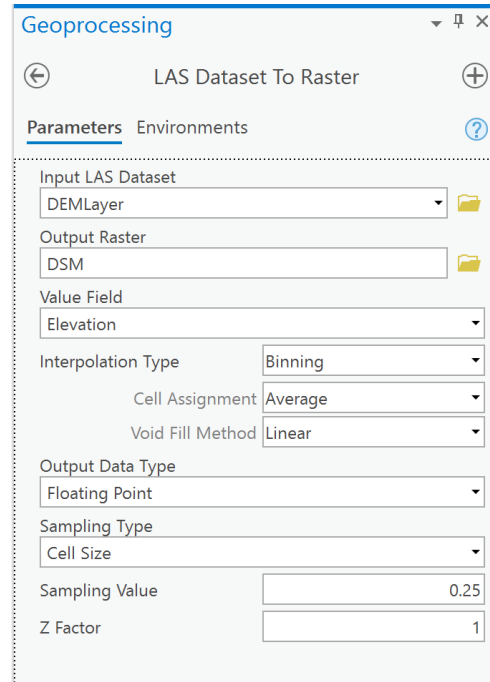 Geoprocessing
LAS Dataset To Raster
Parameters Environments
?
Input LAS Dataset
DEMLayer
Output Raster
DSM
Value Field
Elevation
Interpolation Type Binning
Cell Assignment Average
Void Fill Method Linear
Output Data Type
Floating Point
Sampling Type
Cell Size
Sampling Value 0.25
Z Factor 1